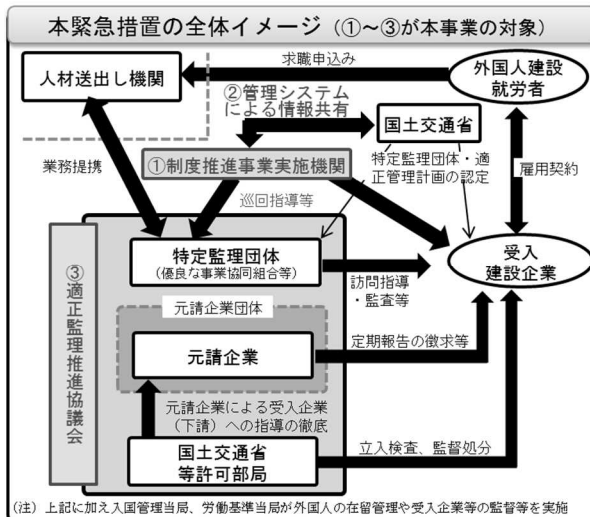 本緊急措置の全体イメージ（①～③が本事業の対象）
求職申込み
人材送出し機関
外国人建設
就労者
②管理システム
による情報共有
国土交通省
業務提携
①制度推進事業実施機関
特定監理団体・適
正管理計画の認定
雇用契約
巡回指導等
③適正監理推進協議会
特定監理団体
（優良な事業協同組合等）
受入
建設企業
訪問指導
・監査等
元請企業団体
元請企業
定期報告の徴求等
元請企業による受入企業
（下請）への指導の徹底
国土交通省
等許可部局
立入検査、監督処分
（注）上記に加え入国管理当局、労働基準当局が外国人の在留管理や受入企業等の監督等を実施